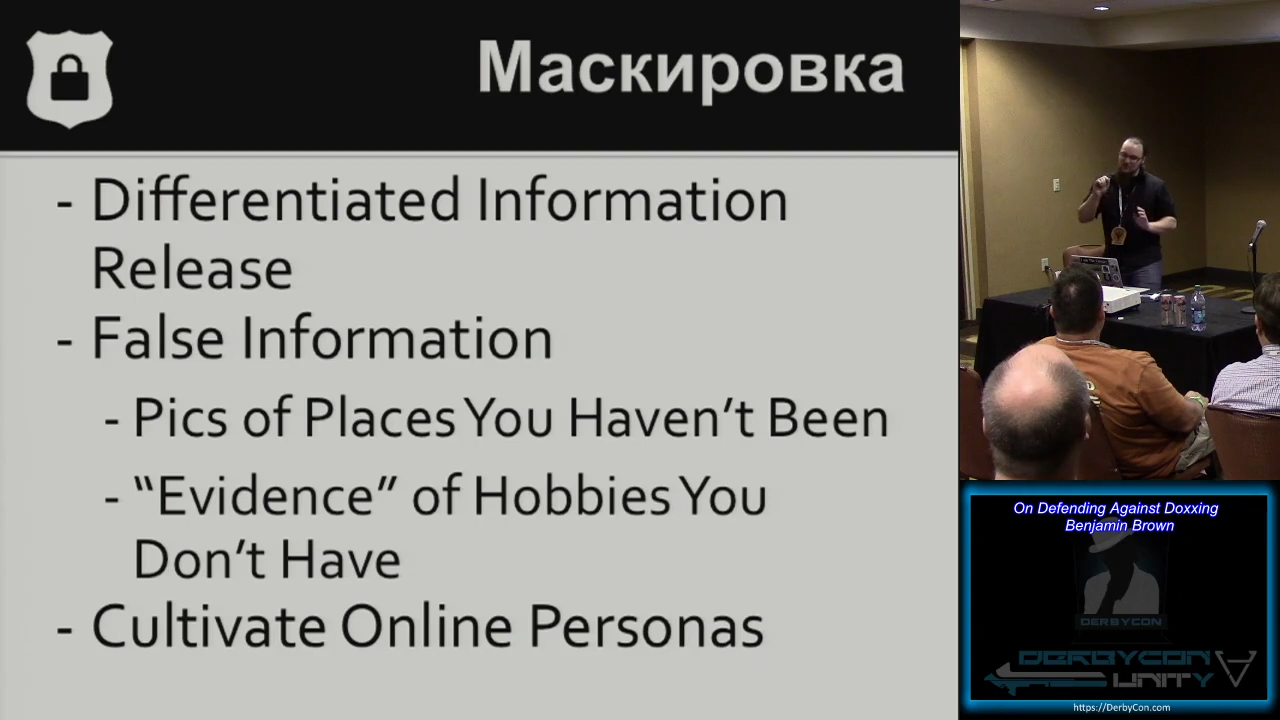 Маскировка
- Differentiated Information
Release
- False Information
- Pics of Places You Haven't Been
- “Evidence” of Hobbies You
Don't Have
- Cultivate Online Personas
On Defending Against Doxxing
Benjamin Brown
DERBYCON
DERBYCON
UNITY
https://DerbyCon.com